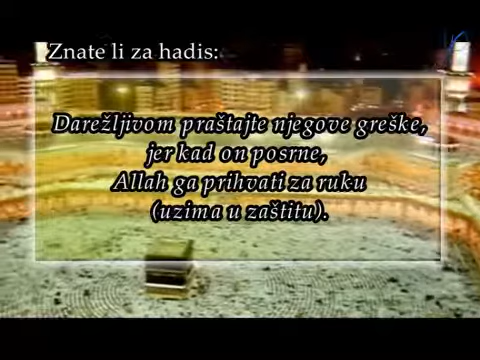 Znate li za hadis:
Darežljivom praštajte njegove greške,
jer kad on posrne,
Allah ga prihvati za ruku
(uzima u zaštitu).